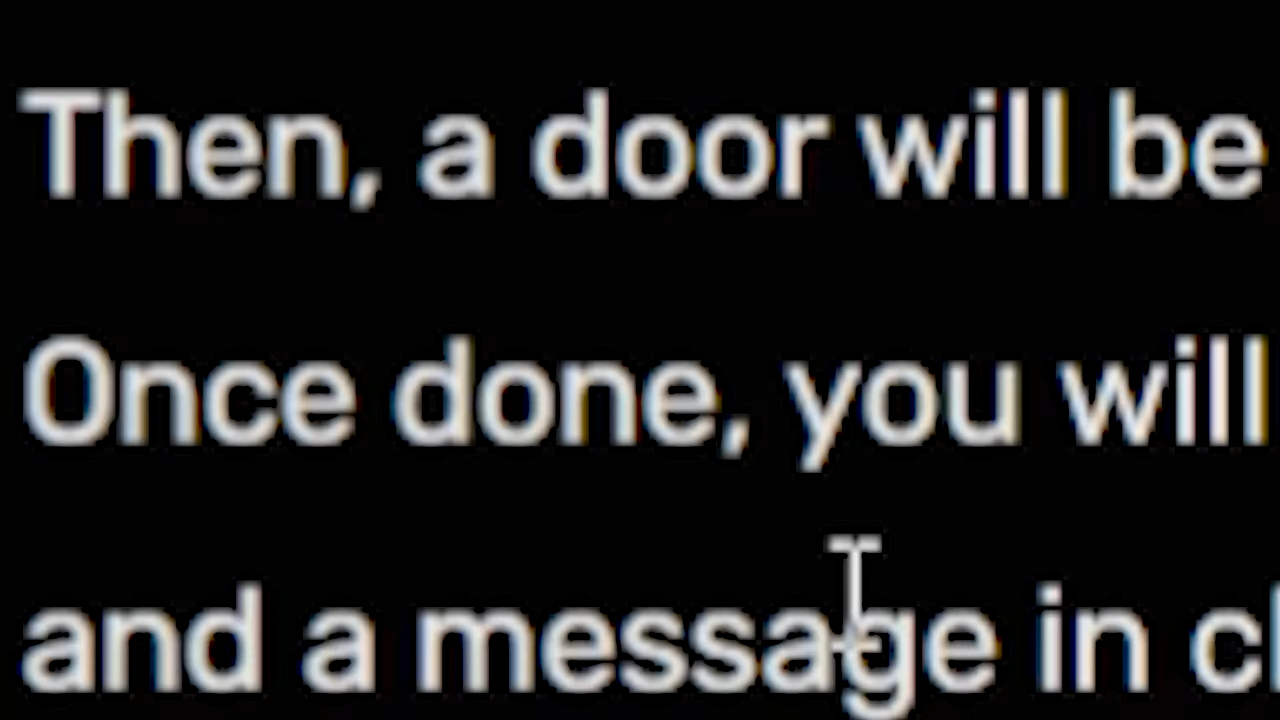 Then, a door will be
Once done, you will
and a message in